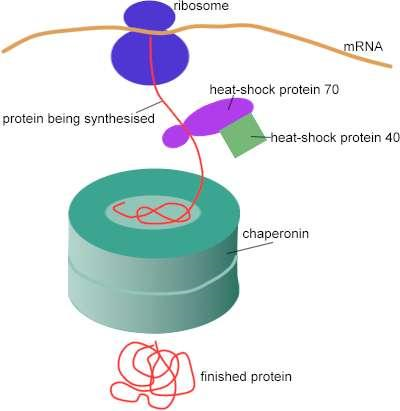 ribosome
mRNA
heat-shock protein 70
protein being synthesised
heat-shock protein 40
chaperonin
finished protein